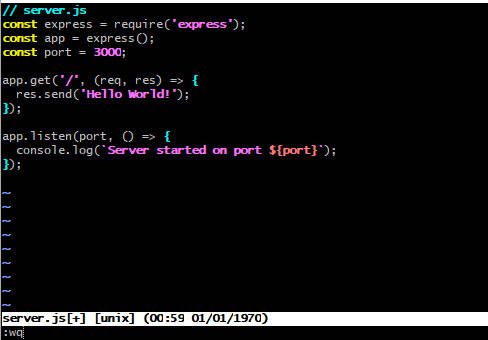 // server.js
const express = require('express');
const app = express();
const port = 3000;
app.get('/', (req, res) => {
  res.send('Hello World!');
});
app.listen(port, () => {
  console.log(`Server started on port ${port}`);
});
~
~
~
~
~
~
~
~
~
server.js[+] [unix] (00:59 01/01/1970)
:wq